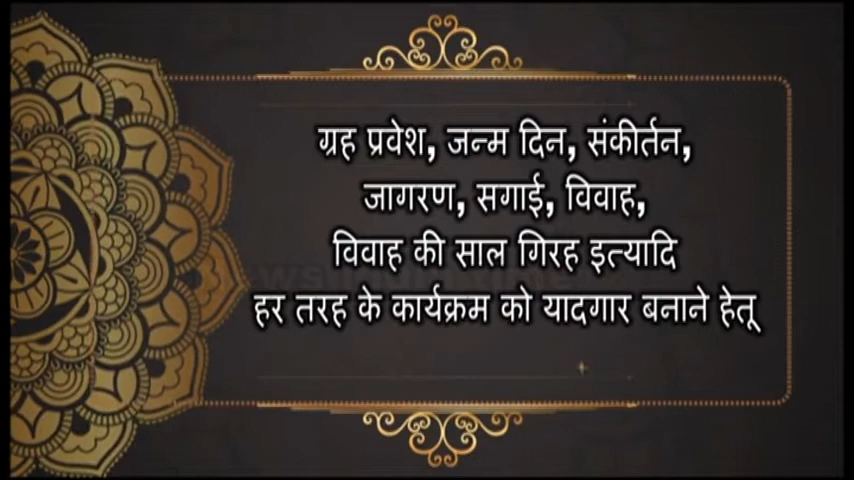 ग्रह प्रवेश, जन्म दिन, संकीर्तन,
जागरण, सगाई, विवाह,
विवाह की साल गिरह इत्यादि
हर तरह के कार्यक्रम को यादगार बनाने हेतू